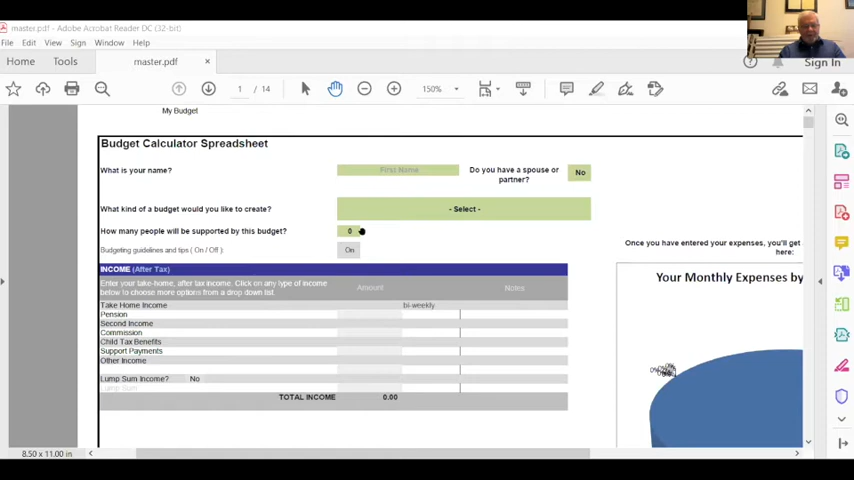 master.pdf - Adobe Acrobat Reader DC (32-bit)
File Edit View Sign Window Help
Home Tools master.pdf × Sign In
1 / 14 150%
My Budget
Budget Calculator Spreadsheet
What is your name? First Name Do you have a spouse or partner? No
What kind of a budget would you like to create? - Select -
How many people will be supported by this budget? 0
Budgeting guidelines and tips ( On / Off ): On
Once you have entered your expenses, you'll get
here:
INCOME (After Tax)
Enter your take-home, after tax income. Click on any type of income
below to choose more options from a drop down list.
Amount Notes
Your Monthly Expenses by
Take Home Income bi-weekly
Pension
Second Income
Commission
Child Tax Benefits
Support Payments
Other Income
Lump Sum Income? No
Lump Sum
TOTAL INCOME 0.00
8.50 x 11.00 in